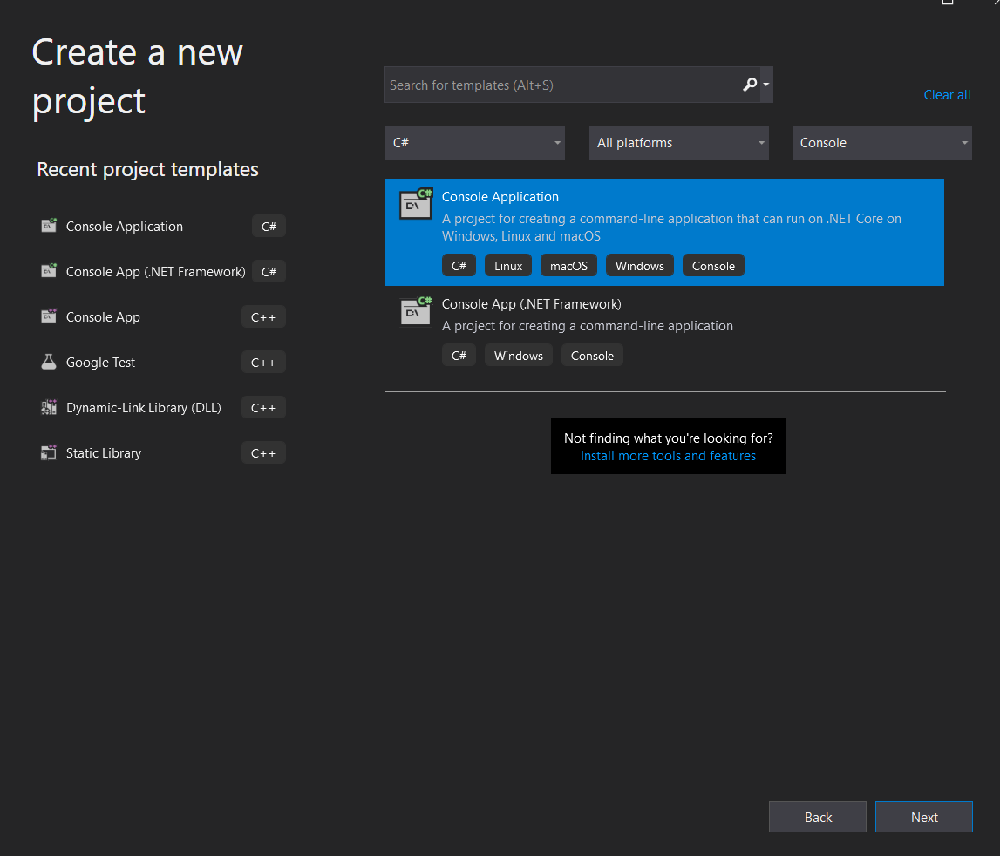 Create a new
project
Recent project templates
Console Application C#
Console App (.NET Framework) C#
Console App C++
Google Test C++
Dynamic-Link Library (DLL) C++
Static Library C++
Search for templates (Alt+S)
Clear all
C# All platforms Console
C#
C:\
Console Application
A project for creating a command-line application that can run on .NET Core on
Windows, Linux and macOS
C# Linux macOS Windows Console
C#
C:\
Console App (.NET Framework)
A project for creating a command-line application
C# Windows Console
Not finding what you're looking for?
Install more tools and features
Back Next